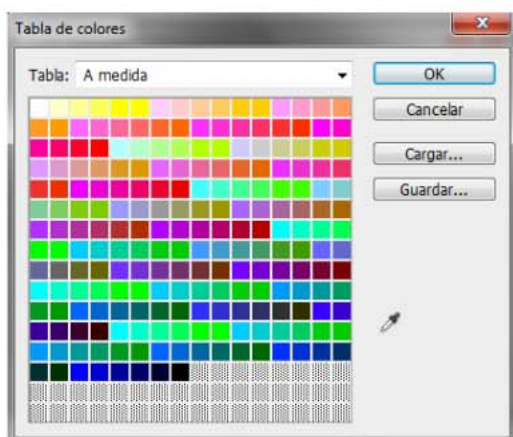 Tabla de colores
Tabla: A medida
OK
Cancelar
Cargar...
Guardar...